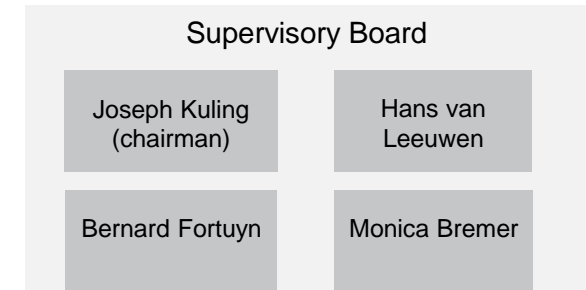 Supervisory Board
Joseph Kuling
(chairman)
Hans van
Leeuwen
Bernard Fortuyn
Monica Bremer